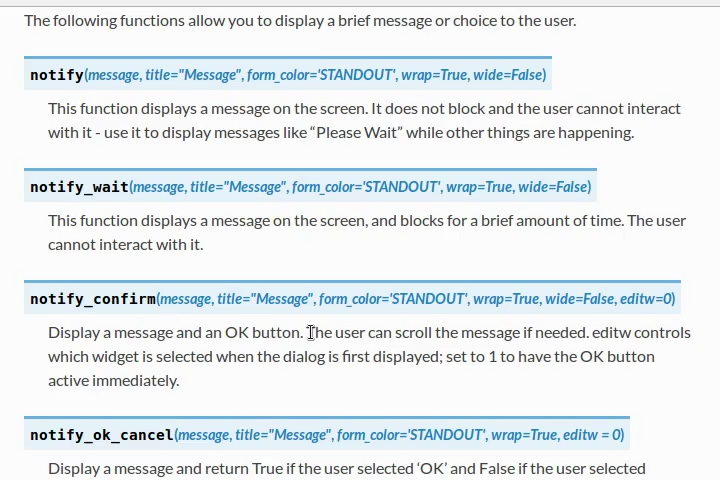 The following functions allow you to display a brief message or choice to the user.
notify(message, title="Message", form_color='STANDOUT', wrap=True, wide=False)
This function displays a message on the screen. It does not block and the user cannot interact
with it - use it to display messages like “Please Wait” while other things are happening.
notify_wait(message, title="Message", form_color='STANDOUT', wrap=True, wide=False)
This function displays a message on the screen, and blocks for a brief amount of time. The user
cannot interact with it.
notify_confirm(message, title="Message", form_color='STANDOUT', wrap=True, wide=False, editw=0)
Display a message and an OK button. The user can scroll the message if needed. editw controls
which widget is selected when the dialog is first displayed; set to 1 to have the OK button
active immediately.
notify_ok_cancel(message, title="Message", form_color='STANDOUT', wrap=True, editw = 0)
Display a message and return True if the user selected ‘OK’ and False if the user selected